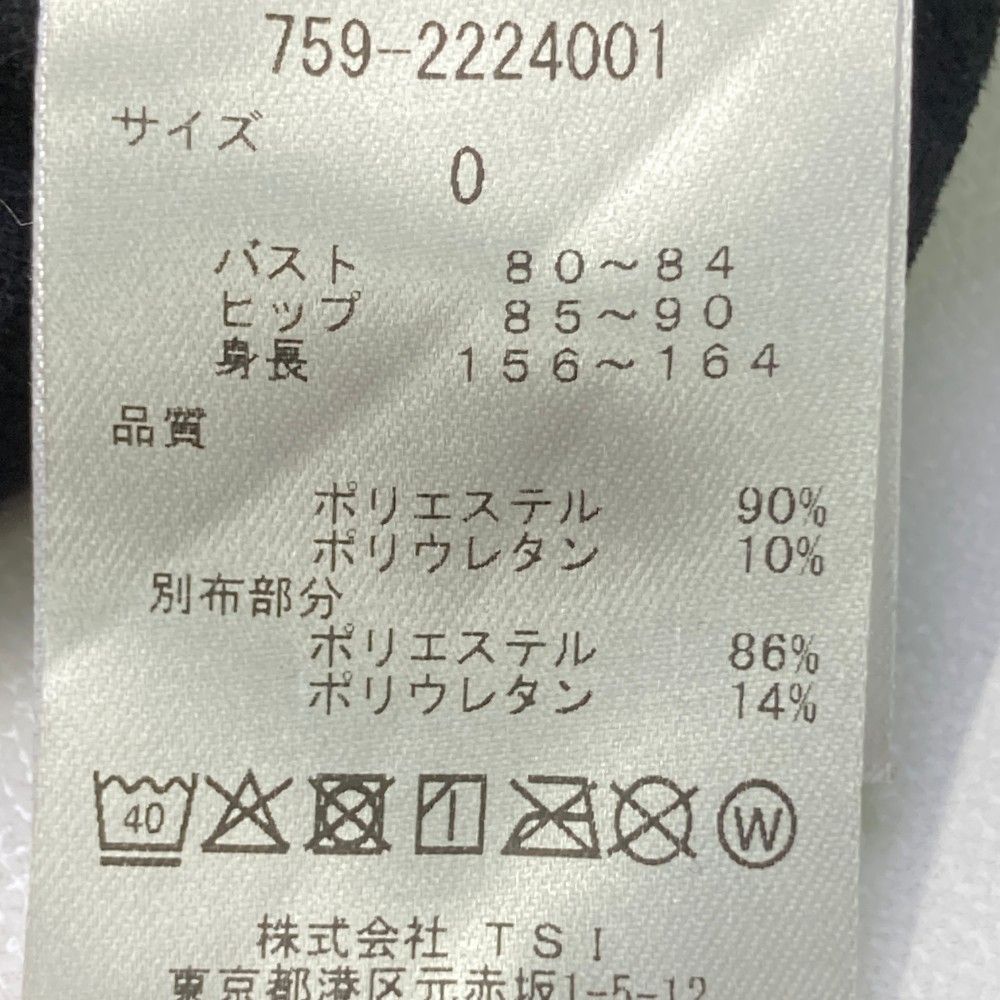 759-2224001
サイズ
0
バスト 80～84
ヒップ 85～90
身長 156～164
品質
ポリエステル 90%
ポリウレタン 10%
別布部分
ポリエステル 86%
ポリウレタン 14%
40 W
株式会社 TSI
東京都港区元赤坂1-5-12